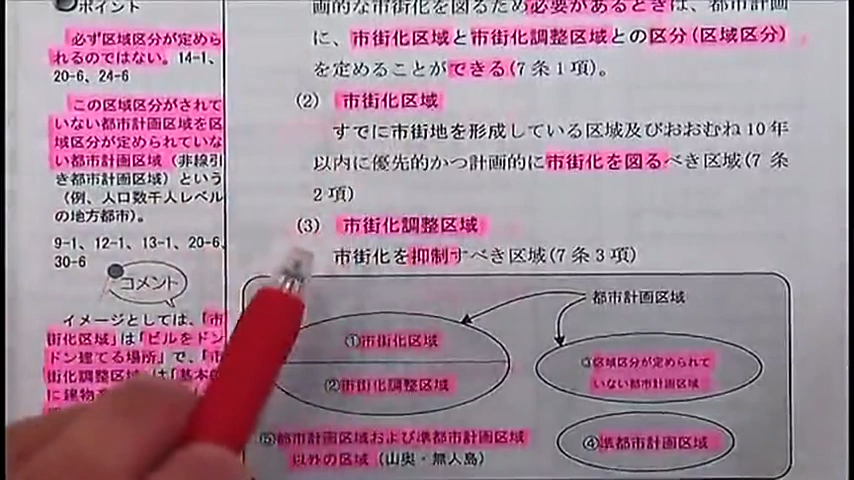 ポイント
必ず区域区分が定めら
れるのではない。14-1、
20-6、24-6
この区域区分がされて
いない都市計画区域を区
域区分が定められていな
い都市計画区域（非線引
き都市計画区域）という
（例、人口数千人レベル
の地方都市）。
9-1、12-1、13-1、20-6、
30-6
コメント
イメージとしては、「市
街化区域」は「ビルをドン
ドン建てる場所」で、「市
街化調整区域」は「基本的
に建物を
画的な市街化を図るため必要があるときは、都市計画
に、市街化区域と市街化調整区域との区分（区域区分）
を定めることができる(7条1項)。
(2) 市街化区域
すでに市街地を形成している区域及びおおむね10年
以内に優先的かつ計画的に市街化を図るべき区域(7条
2項)
(3) 市街化調整区域
市街化を抑制すべき区域(7条3項)
都市計画区域
①市街化区域
②市街化調整区域
③区域区分が定められて
いない都市計画区域
④準都市計画区域
⑤都市計画区域および準都市計画区域
以外の区域（山奥・無人島）